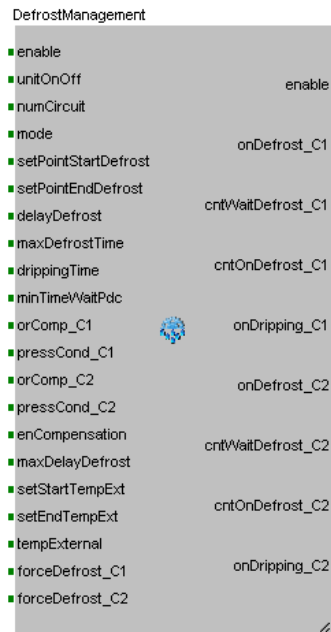 DefrostManagement
enable
unitOnOff
numCircuit
mode
setPointStartDefrost
setPointEndDefrost
delayDefrost
maxDefrostTime
drippingTime
minTimeWaitPdc
orComp_C1
pressCond_C1
orComp_C2
pressCond_C2
enCompensation
maxDelayDefrost
setStartTempExt
setEndTempExt
tempExternal
forceDefrost_C1
forceDefrost_C2
enable
onDefrost_C1
cntWaitDefrost_C1
cntOnDefrost_C1
onDripping_C1
onDefrost_C2
cntWaitDefrost_C2
cntOnDefrost_C2
onDripping_C2